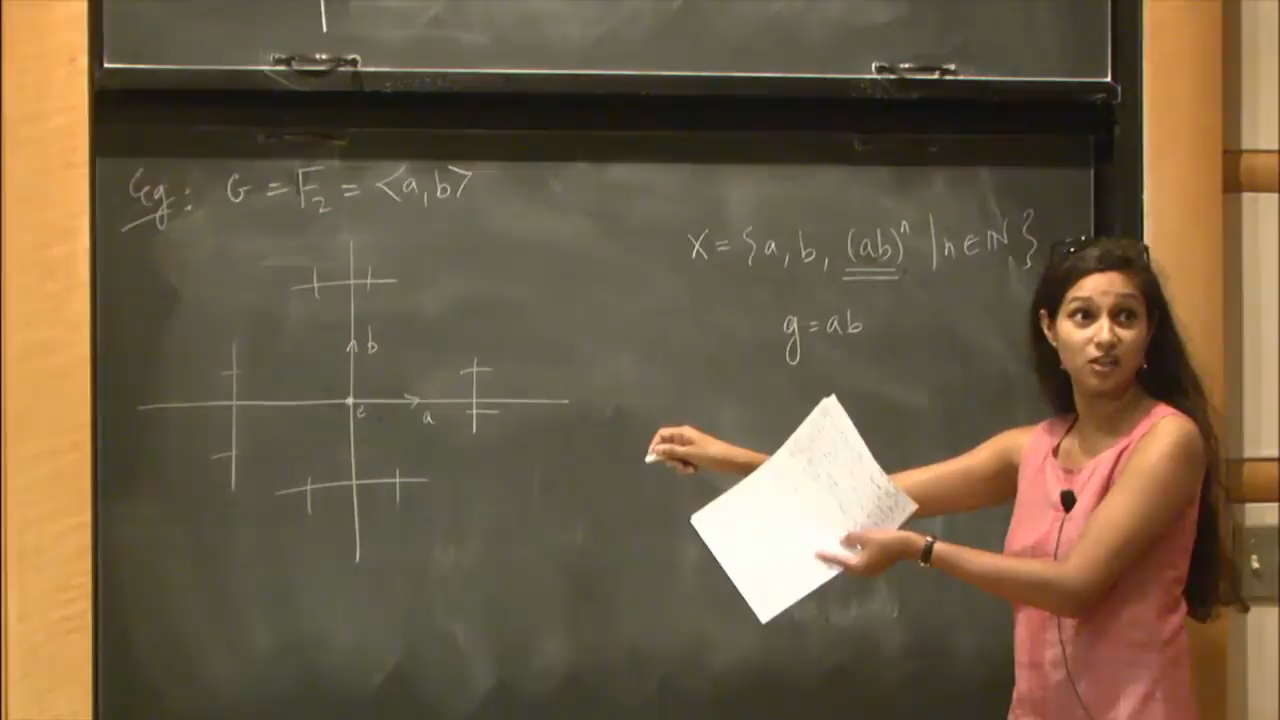 Eg: G = F₂ = <a, b>
X = {a, b, (ab)ⁿ | n ∈ ℕ}
g = ab
b
e
a